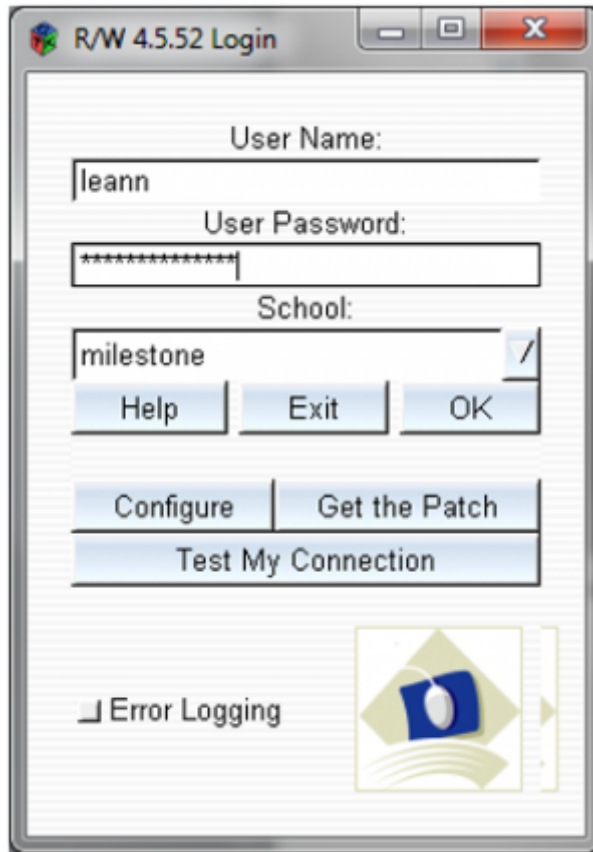 R/W 4.5.52 Login
User Name:
leann
User Password:
**************
School:
milestone
Help Exit OK
Configure Get the Patch
Test My Connection
Error Logging